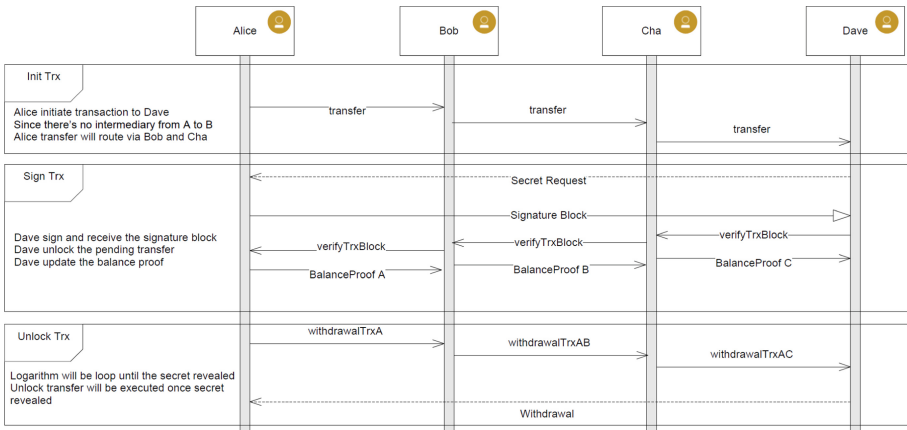 Alice
Bob
Cha
Dave
Init Trx
Alice initiate transaction to Dave
Since there's no intermediary from A to B
Alice transfer will route via Bob and Cha
transfer
transfer
transfer
Sign Trx
Secret Request
Signature Block
Dave sign and receive the signature block
Dave unlock the pending transfer
Dave update the balance proof
verifyTrxBlock
verifyTrxBlock
verifyTrxBlock
BalanceProof A
BalanceProof B
BalanceProof C
Unlock Trx
withdrawalTrxA
withdrawalTrxAB
withdrawalTrxAC
Logarithm will be loop until the secret revealed
Unlock transfer will be executed once secret
revealed
Withdrawal